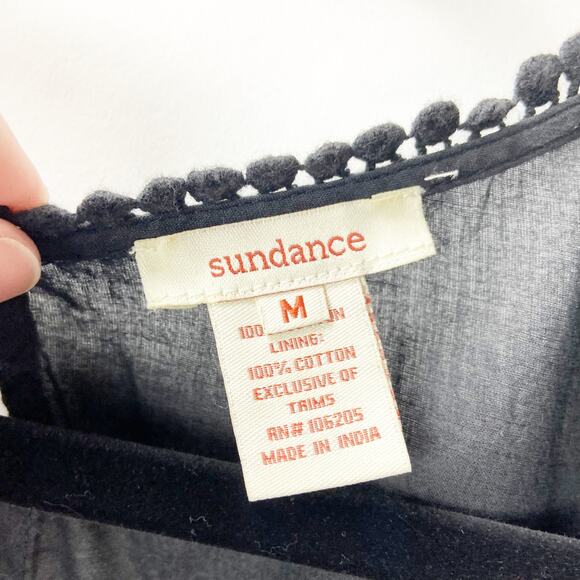 sundance
M
100
LINING:
100% COTTON
EXCLUSIVE OF
TRIMS
RN# 106205
MADE IN INDIA